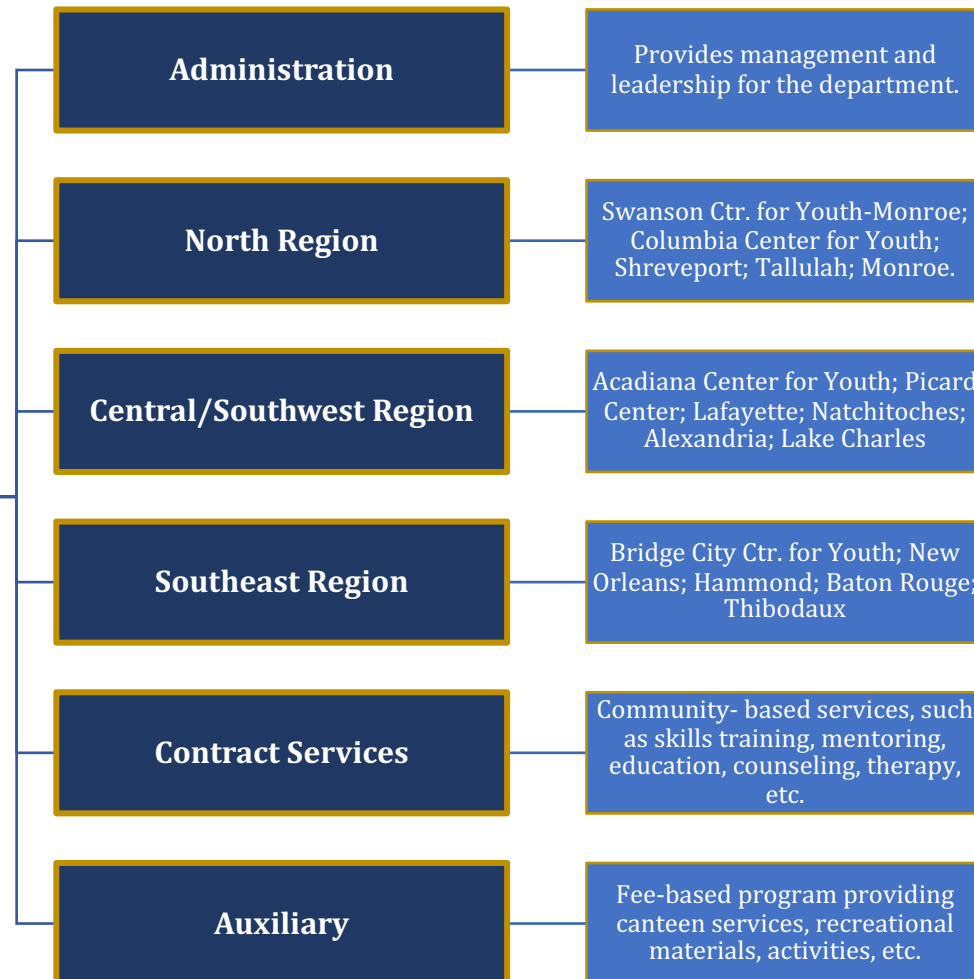 Administration
Provides management and
leadership for the department.
North Region
Swanson Ctr. for Youth-Monroe;
Columbia Center for Youth;
Shreveport; Tallulah; Monroe.
Central/Southwest Region
Acadiana Center for Youth; Picard
Center; Lafayette; Natchitoches;
Alexandria; Lake Charles
Southeast Region
Bridge City Ctr. for Youth; New
Orleans; Hammond; Baton Rouge;
Thibodaux
Contract Services
Community- based services, such
as skills training, mentoring,
education, counseling, therapy,
etc.
Auxiliary
Fee-based program providing
canteen services, recreational
materials, activities, etc.